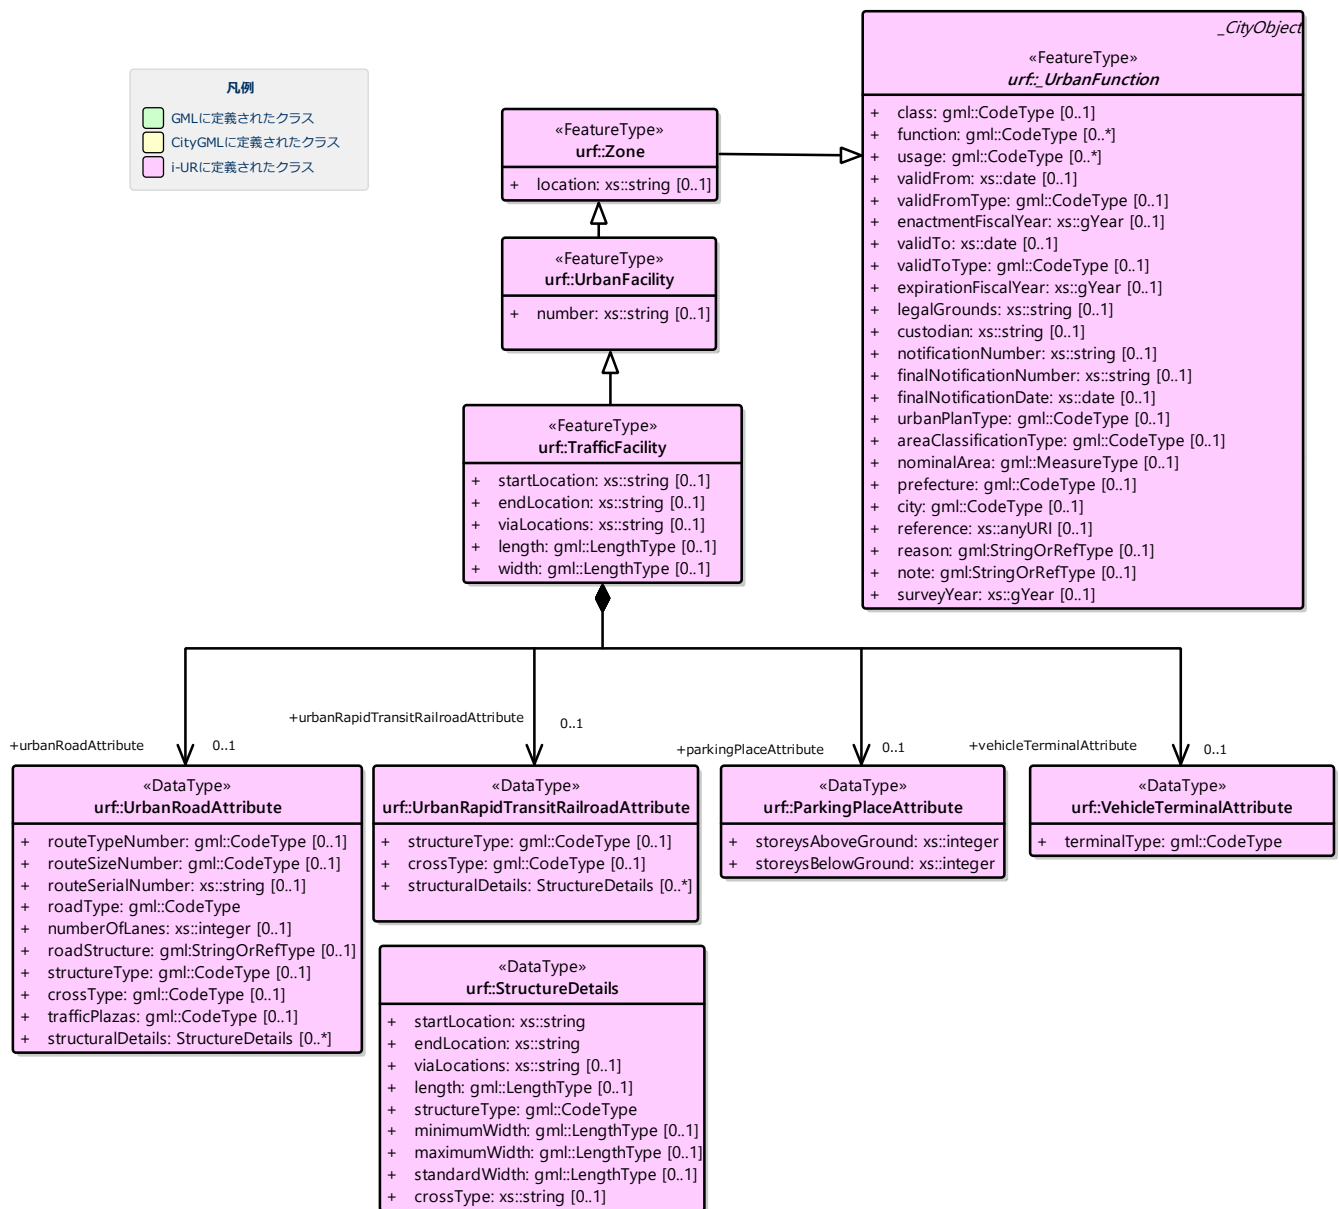 凡例
GMLに定義されたクラス
CityGMLに定義されたクラス
i-URに定義されたクラス
_CityObject
«FeatureType»
urf::_UrbanFunction
+ class: gml::CodeType [0..1]
+ function: gml::CodeType [0..*]
+ usage: gml::CodeType [0..*]
+ validFrom: xs::date [0..1]
+ validFromType: gml::CodeType [0..1]
+ enactmentFiscalYear: xs::gYear [0..1]
+ validTo: xs::date [0..1]
+ validToType: gml::CodeType [0..1]
+ expirationFiscalYear: xs::gYear [0..1]
+ legalGrounds: xs::string [0..1]
+ custodian: xs::string [0..1]
+ notificationNumber: xs::string [0..1]
+ finalNotificationNumber: xs::string [0..1]
+ finalNotificationDate: xs::date [0..1]
+ urbanPlanType: gml::CodeType [0..1]
+ areaClassificationType: gml::CodeType [0..1]
+ nominalArea: gml::MeasureType [0..1]
+ prefecture: gml::CodeType [0..1]
+ city: gml::CodeType [0..1]
+ reference: xs::anyURI [0..1]
+ reason: gml:StringOrRefType [0..1]
+ note: gml:StringOrRefType [0..1]
+ surveyYear: xs::gYear [0..1]
«FeatureType»
urf::Zone
+ location: xs::string [0..1]
«FeatureType»
urf::UrbanFacility
+ number: xs::string [0..1]
«FeatureType»
urf::TrafficFacility
+ startLocation: xs::string [0..1]
+ endLocation: xs::string [0..1]
+ viaLocations: xs::string [0..1]
+ length: gml::LengthType [0..1]
+ width: gml::LengthType [0..1]
+urbanRoadAttribute 0..1
+urbanRapidTransitRailroadAttribute 0..1
+parkingPlaceAttribute 0..1
+vehicleTerminalAttribute 0..1
«DataType»
urf::UrbanRoadAttribute
+ routeTypeNumber: gml::CodeType [0..1]
+ routeSizeNumber: gml::CodeType [0..1]
+ routeSerialNumber: xs::string [0..1]
+ roadType: gml::CodeType
+ numberOfLanes: xs::integer [0..1]
+ roadStructure: gml:StringOrRefType [0..1]
+ structureType: gml::CodeType [0..1]
+ crossType: gml::CodeType [0..1]
+ trafficPlazas: gml::CodeType [0..1]
+ structuralDetails: StructureDetails [0..*]
«DataType»
urf::UrbanRapidTransitRailroadAttribute
+ structureType: gml::CodeType [0..1]
+ crossType: gml::CodeType [0..1]
+ structuralDetails: StructureDetails [0..*]
«DataType»
urf::ParkingPlaceAttribute
+ storeysAboveGround: xs::integer
+ storeysBelowGround: xs::integer
«DataType»
urf::VehicleTerminalAttribute
+ terminalType: gml::CodeType
«DataType»
urf::StructureDetails
+ startLocation: xs::string
+ endLocation: xs::string
+ viaLocations: xs::string [0..1]
+ length: gml::LengthType [0..1]
+ structureType: gml::CodeType
+ minimumWidth: gml::LengthType [0..1]
+ maximumWidth: gml::LengthType [0..1]
+ standardWidth: gml::LengthType [0..1]
+ crossType: xs::string [0..1]